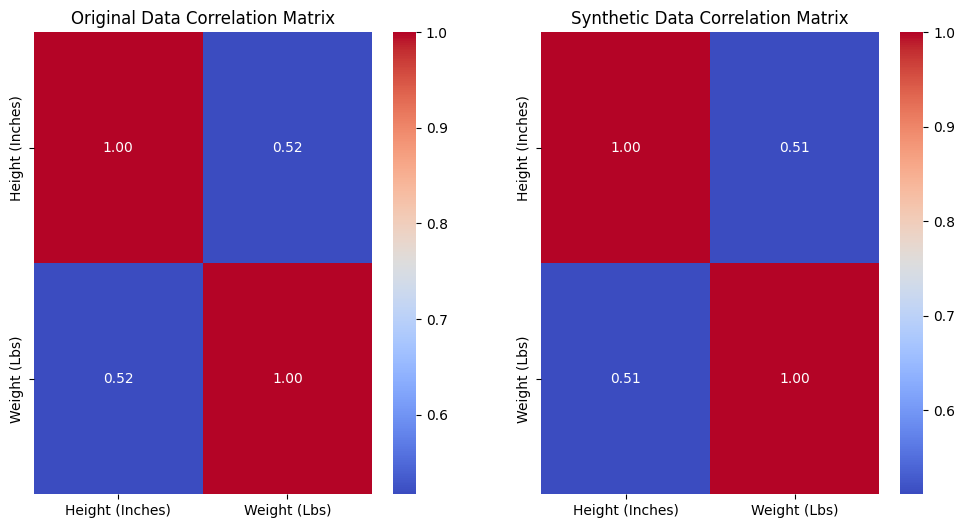 Original Data Correlation Matrix
Height (Inches)
Weight (Lbs)
1.00
0.52
0.52
1.00
Height (Inches)
Weight (Lbs)
1.0
0.9
0.8
0.7
0.6
Synthetic Data Correlation Matrix
Height (Inches)
Weight (Lbs)
1.00
0.51
0.51
1.00
Height (Inches)
Weight (Lbs)
1.0
0.9
0.8
0.7
0.6